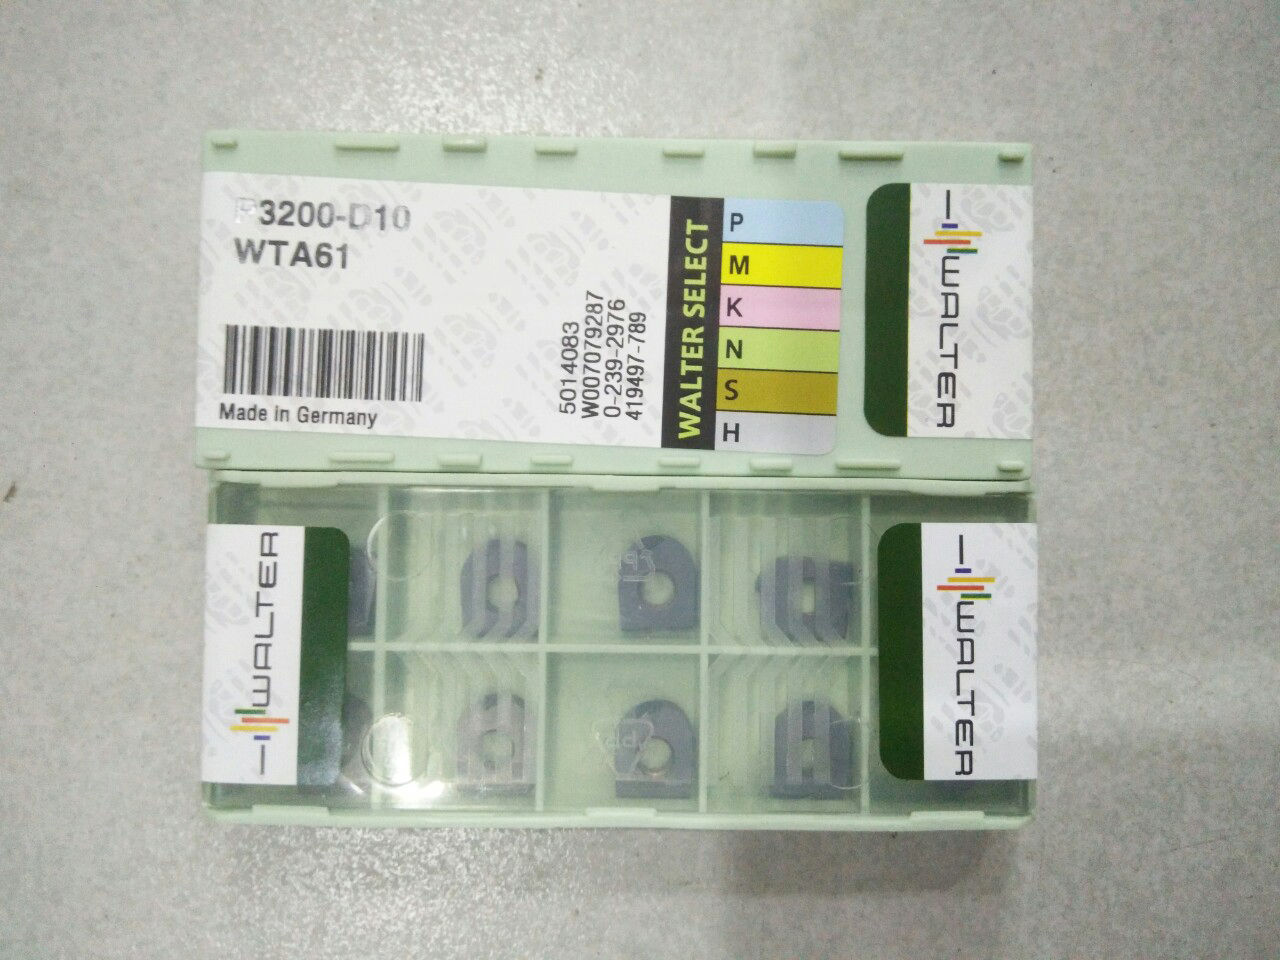 P3200-D10
WTA61
Made in Germany
5014083
W007079287
0-239-2976
419497-789
WALTER SELECT
P
M
K
N
S
H
WALTER
WALTER
WALTER